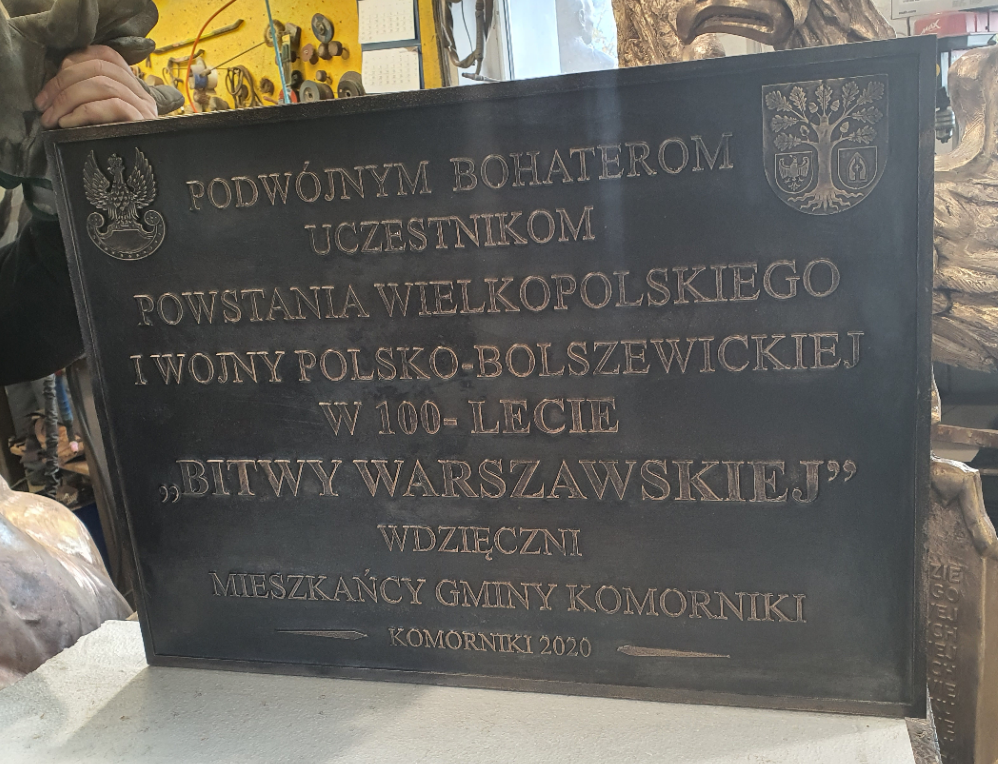 PODWÓJNYM BOHATEROM
UCZESTNIKOM
POWSTANIA WIELKOPOLSKIEGO
I WOJNY POLSKO-BOLSZEWICKIEJ
W 100- LECIE
„BITWY WARSZAWSKIEJ”
WDZIĘCZNI
MIESZKAŃCY GMINY KOMORNIKI
KOMORNIKI 2020